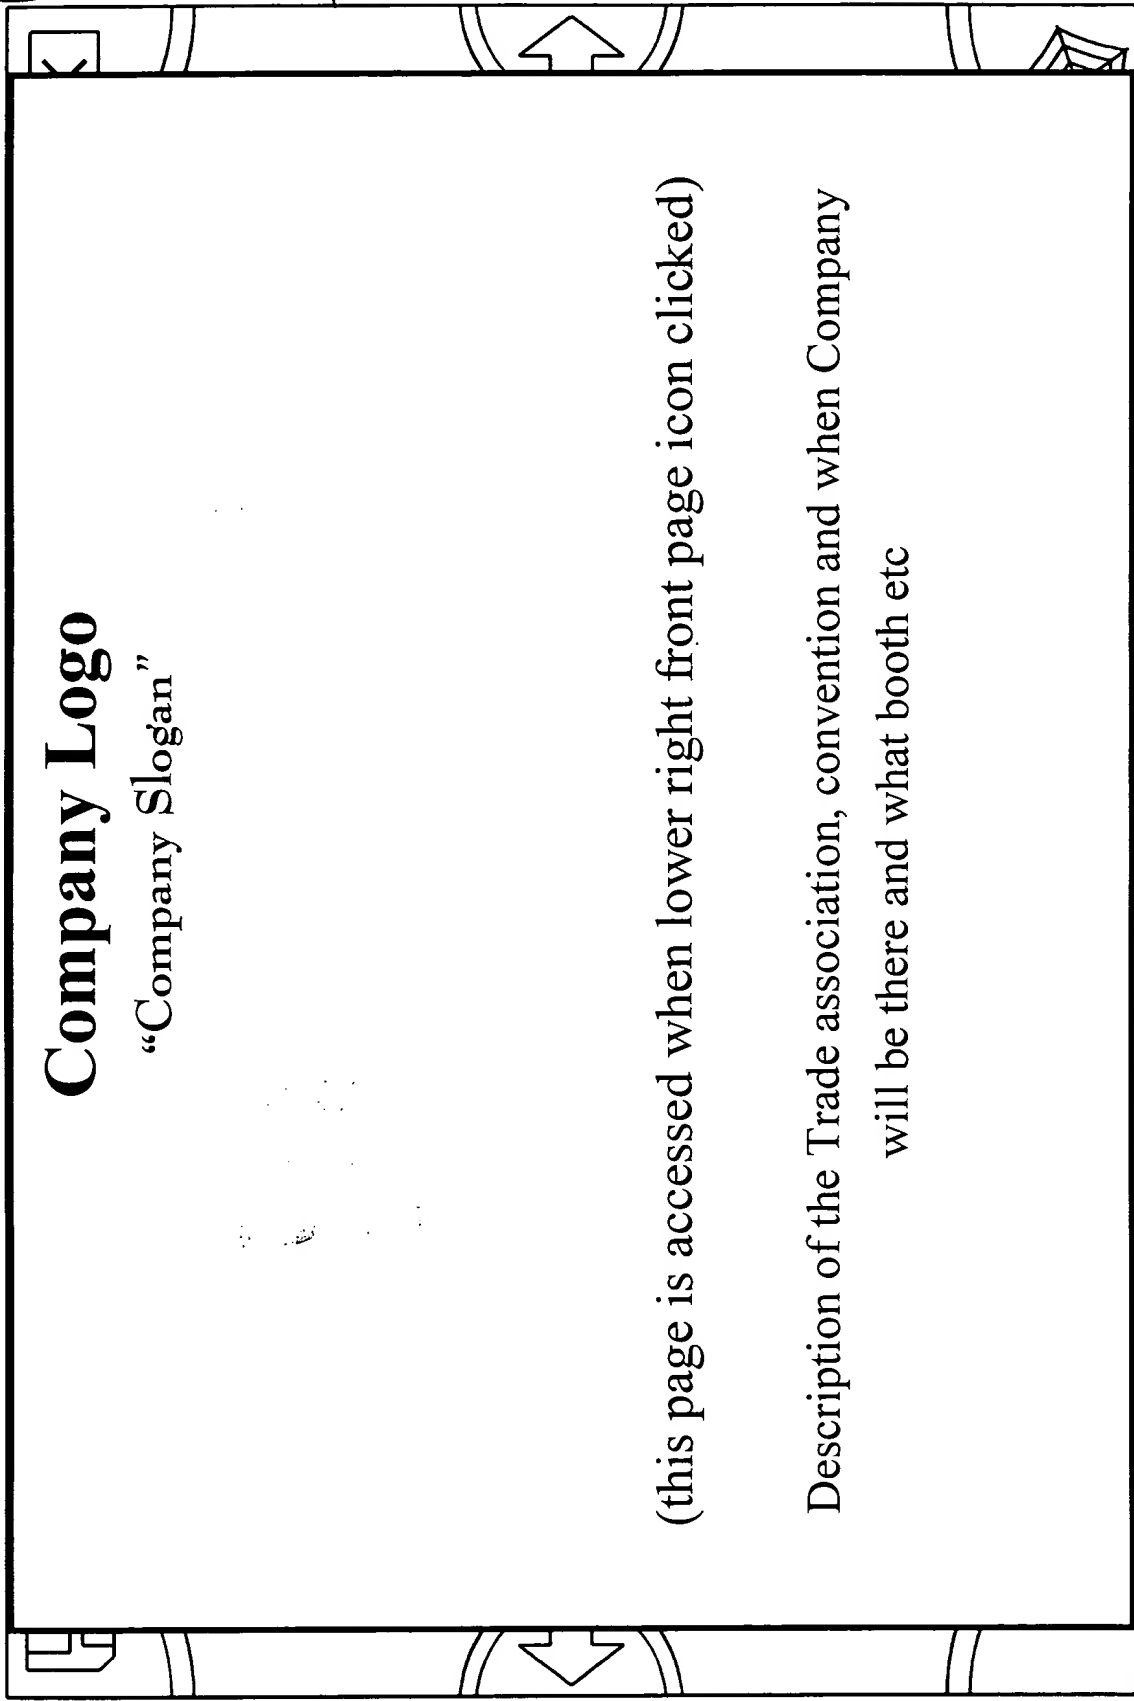 Company Logo
“Company Slogan”
(this page is accessed when lower right front page icon clicked)
Description of the Trade association, convention and when Company
will be there and what booth etc